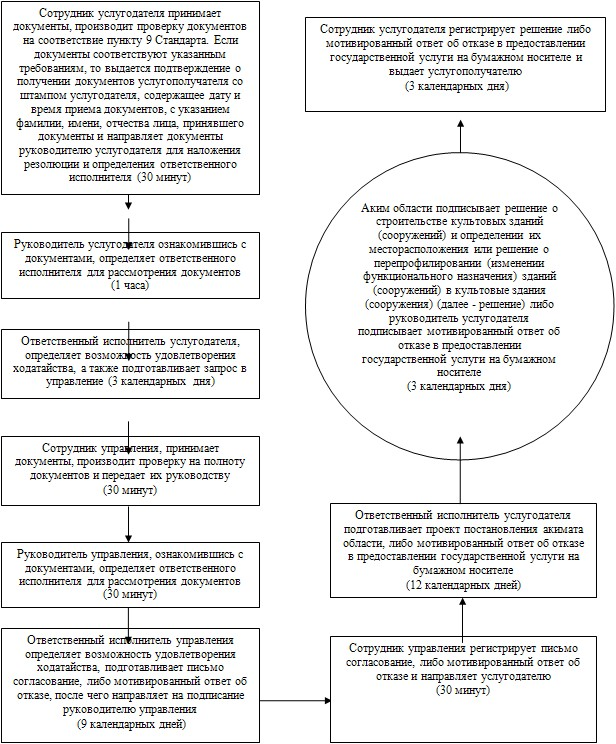 Сотрудник услугодателя принимает
документы, производит проверку документов
на соответствие пункту 9 Стандарта. Если
документы соответствуют указанным
требованиям, то выдается подтверждение о
получении документов услугополучателя со
штампом услугодателя, содержащее дату и
время приема документов, с указанием
фамилии, имени, отчества лица, принявшего
документы и направляет документы
руководителю услугодателя для наложения
резолюции и определения ответственного
исполнителя (30 минут)
Руководитель услугодателя ознакомившись с
документами, определяет ответственного
исполнителя для рассмотрения документов
(1 часа)
Ответственный исполнитель услугодателя,
определяет возможность удовлетворения
ходатайства, а также подготавливает запрос в
управление (3 календарных дня)
Сотрудник управления, принимает
документы, производит проверку на полноту
документов и передает их руководству
(30 минут)
Руководитель управления, ознакомившись с
документами, определяет ответственного
исполнителя для рассмотрения документов
(30 минут)
Ответственный исполнитель управления
определяет возможность удовлетворения
ходатайства, подготавливает письмо
согласование, либо мотивированный ответ об
отказе, после чего направляет на подписание
руководителю управления
(9 календарных дней)
Сотрудник управления регистрирует письмо
согласование, либо мотивированный ответ об
отказе и направляет услугодателю
(30 минут)
Ответственный исполнитель услугодателя
подготавливает проект постановления акимата
области, либо мотивированный ответ об отказе
в предоставлении государственной услуги на
бумажном носителе
(12 календарных дней)
Аким области подписывает решение о
строительстве культовых зданий
(сооружений) и определении их
месторасположения или решение о
перепрофилировании (изменении
функционального назначения) зданий
(сооружений) в культовые здания
(сооружения) (далее - решение) либо
руководитель услугодателя
подписывает мотивированный ответ об
отказе в предоставлении
государственной услуги на бумажном
носителе
(3 календарных дня)
Сотрудник услугодателя регистрирует решение либо
мотивированный ответ об отказе в предоставлении
государственной услуги на бумажном носителе и
выдает услугополучателю
(3 календарных дня)